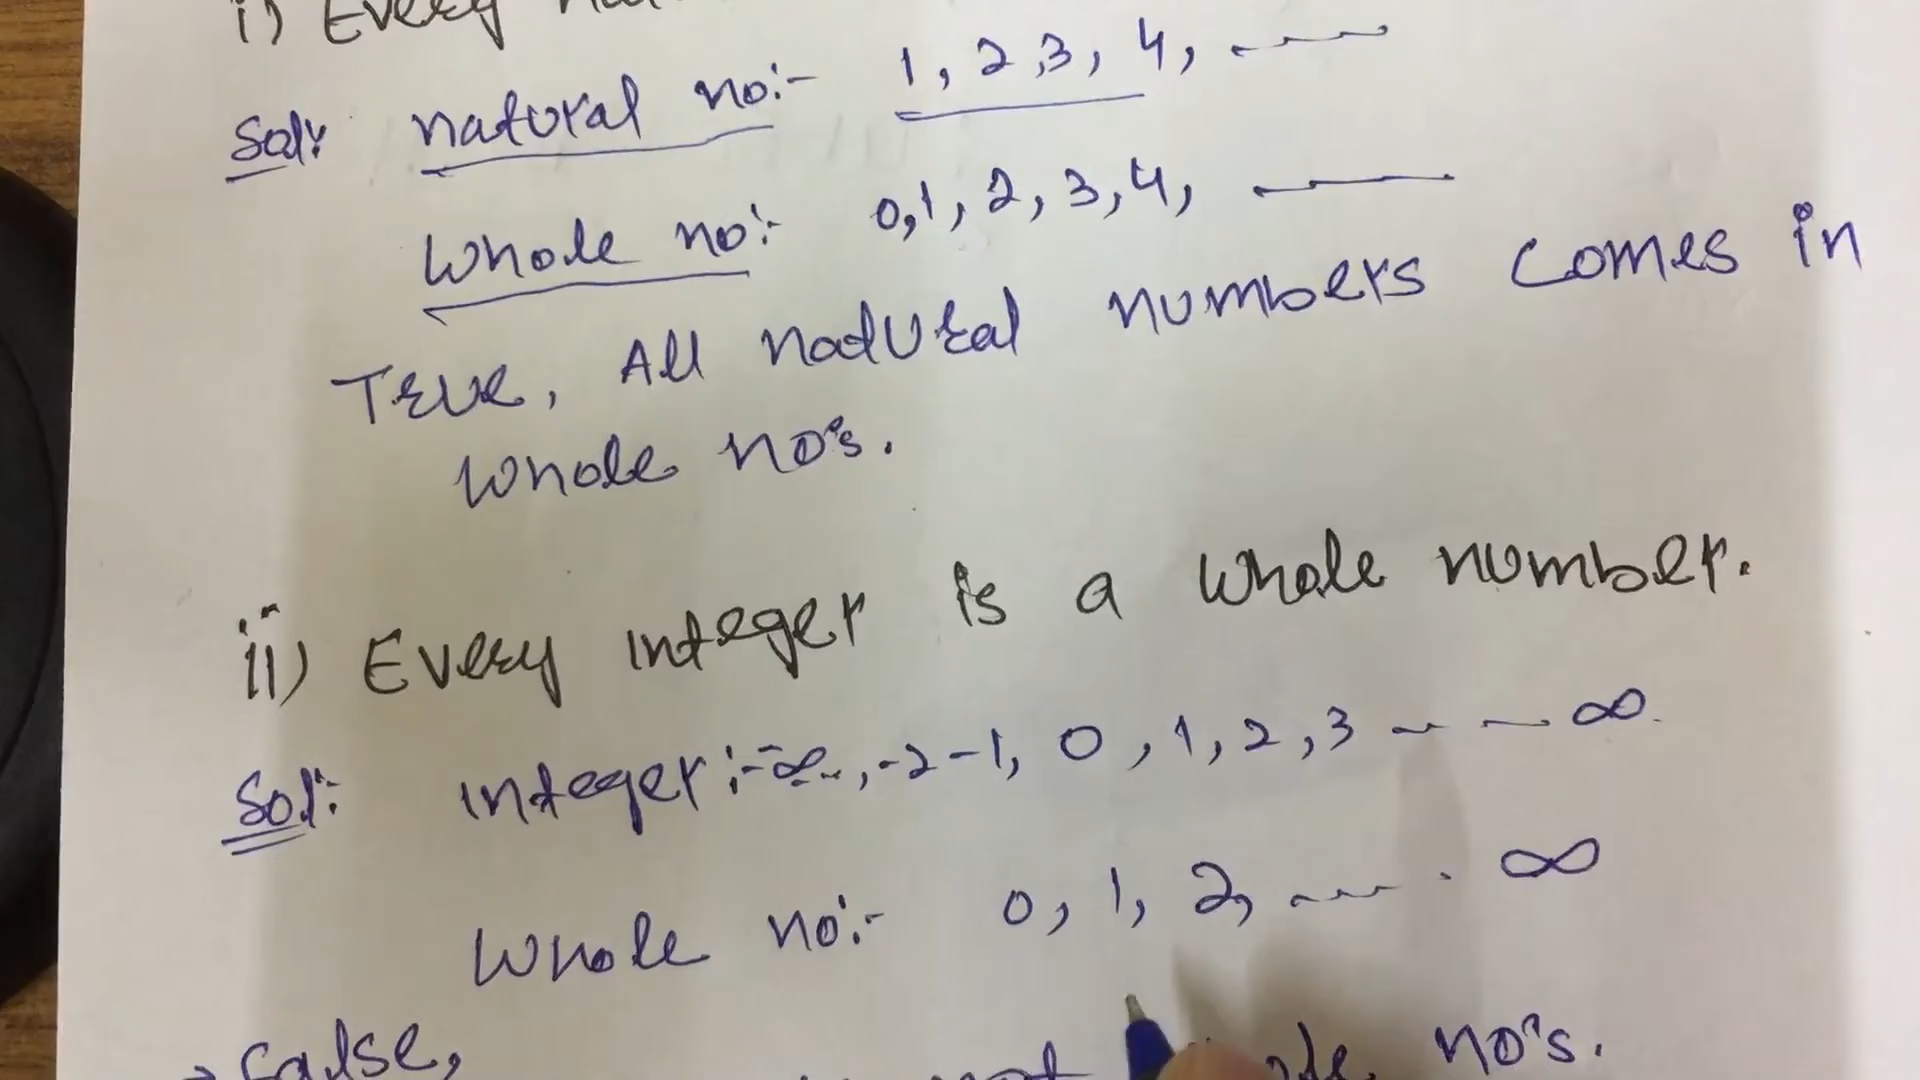 i) Every
Sol: natural no:- 1, 2,3, 4, ----
Whole no:- 0,1, 2, 3,4, ----
True, All natural numbers comes in
Whole no's.
ii) Every integer is a whole number.
Sol: integer:- -∞..,-2-1, 0, 1, 2, 3 -- - ∞.
Whole no:- 0, 1, 2, ---. ∞
→ false, not no's.